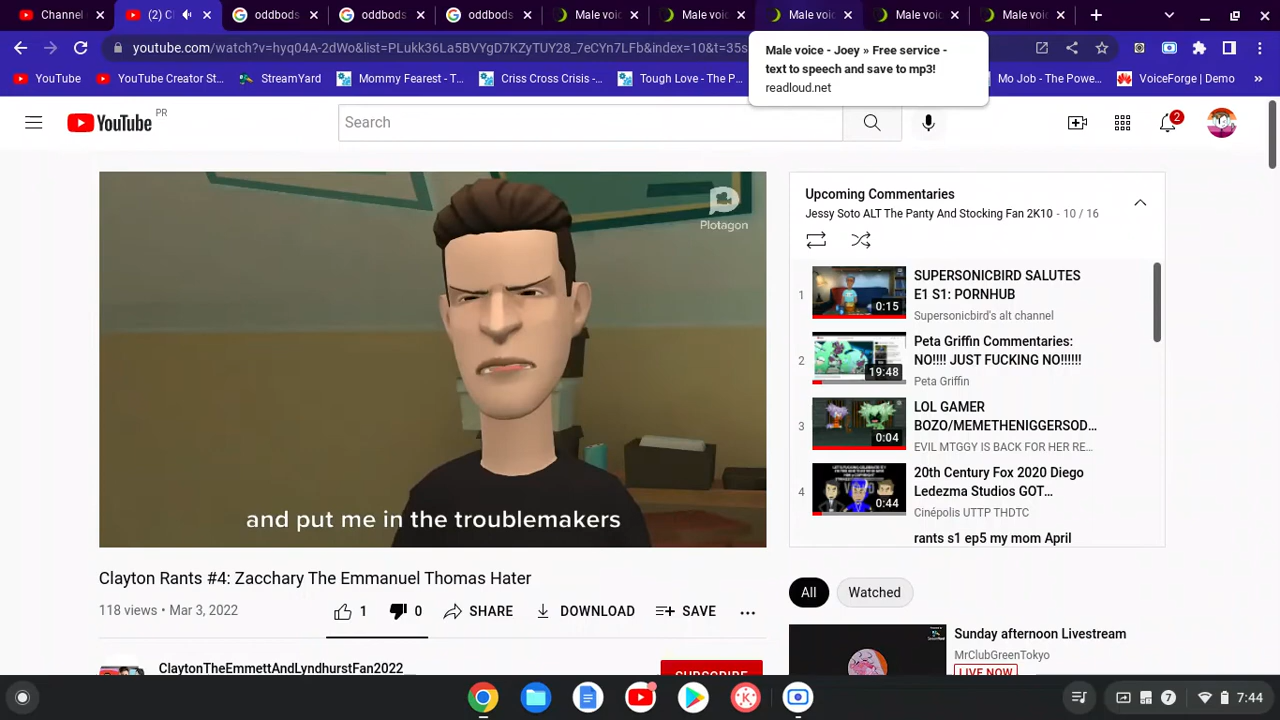 Channel
(2) C
oddbods
oddbods
oddbods
Male voice
Male voice
Male voice
Male voice
Male voice
youtube.com/watch?v=hyq04A-2dWo&list=PLukk36La5BVYgD7KZyTUY28_7eCYn7LFb&index=10&t=35s
YouTube
YouTube Creator St...
StreamYard
Mommy Fearest - T...
Criss Cross Crisis -...
Tough Love - The P...
Mo Job - The Powe...
VoiceForge | Demo
Male voice - Joey » Free service -
text to speech and save to mp3!
readloud.net
YouTube
PR
Search
2
Plotagon
and put me in the troublemakers
Clayton Rants #4: Zacchary The Emmanuel Thomas Hater
118 views • Mar 3, 2022
1
0
SHARE
DOWNLOAD
SAVE
ClaytonTheEmmettAndLyndhurstFan2022
SUBSCRIBE
Upcoming Commentaries
Jessy Soto ALT The Panty And Stocking Fan 2K10 - 10 / 16
1
0:15
SUPERSONICBIRD SALUTES
E1 S1: PORNHUB
Supersonicbird's alt channel
2
19:48
Peta Griffin Commentaries:
NO!!!! JUST FUCKING NO!!!!!!
Peta Griffin
3
0:04
LOL GAMER
BOZO/MEMETHENIGGERSOD...
EVIL MTGGY IS BACK FOR HER RE...
4
0:44
20th Century Fox 2020 Diego
Ledezma Studios GOT...
Cinépolis UTTP THDTC
rants s1 ep5 my mom April
All
Watched
Sunday afternoon Livestream
MrClubGreenTokyo
LIVE NOW
7
7:44